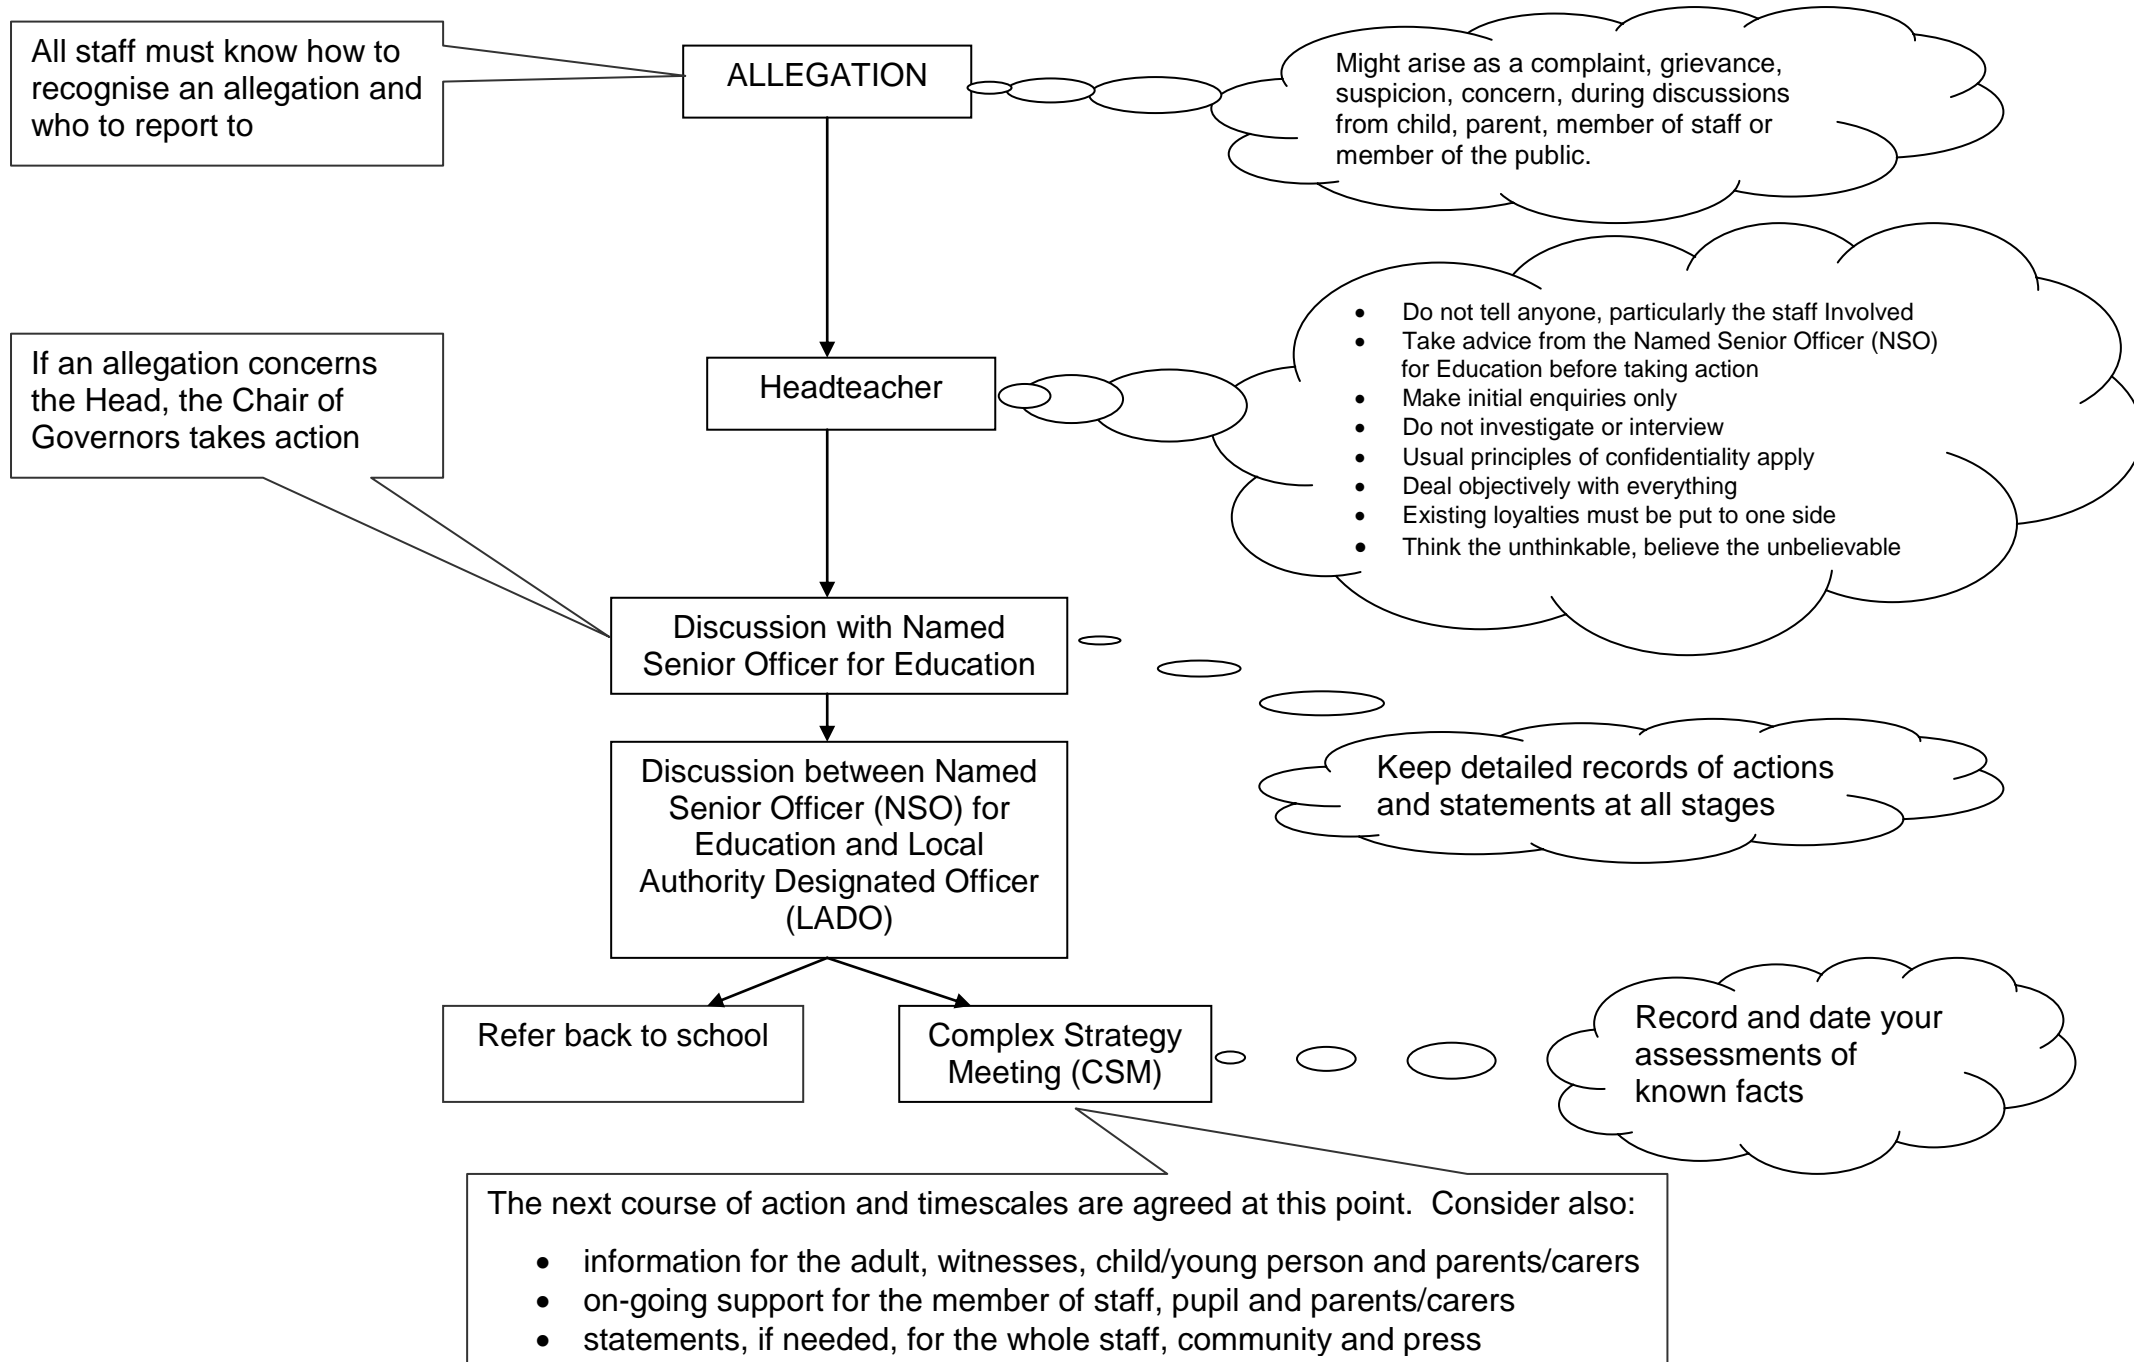 All staff must know how to
recognise an allegation and
who to report to
ALLEGATION
Might arise as a complaint, grievance,
suspicion, concern, during discussions
from child, parent, member of staff or
member of the public.
If an allegation concerns
the Head, the Chair of
Governors takes action
Headteacher
• Do not tell anyone, particularly the staff Involved
• Take advice from the Named Senior Officer (NSO)
for Education before taking action
• Make initial enquiries only
• Do not investigate or interview
• Usual principles of confidentiality apply
• Deal objectively with everything
• Existing loyalties must be put to one side
• Think the unthinkable, believe the unbelievable
Discussion with Named
Senior Officer for Education
Discussion between Named
Senior Officer (NSO) for
Education and Local
Authority Designated Officer
(LADO)
Keep detailed records of actions
and statements at all stages
Refer back to school
Complex Strategy
Meeting (CSM)
Record and date your
assessments of
known facts
The next course of action and timescales are agreed at this point.  Consider also:
• information for the adult, witnesses, child/young person and parents/carers
• on-going support for the member of staff, pupil and parents/carers
• statements, if needed, for the whole staff, community and press